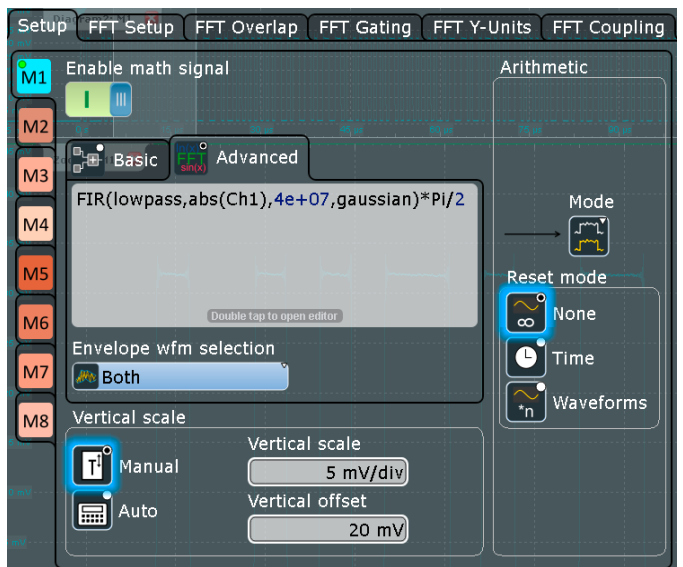 Setup FFT Setup FFT Overlap FFT Gating FFT Y-Units FFT Coupling
M1
M2
M3
M4
M5
M6
M7
M8
Enable math signal
Basic
Advanced
FIR(lowpass,abs(Ch1),4e+07,gaussian)*Pi/2
Double tap to open editor
Envelope wfm selection
Both
Vertical scale
Manual
Auto
Vertical scale
5 mV/div
Vertical offset
20 mV
Arithmetic
Mode
Reset mode
None
Time
*n
Waveforms